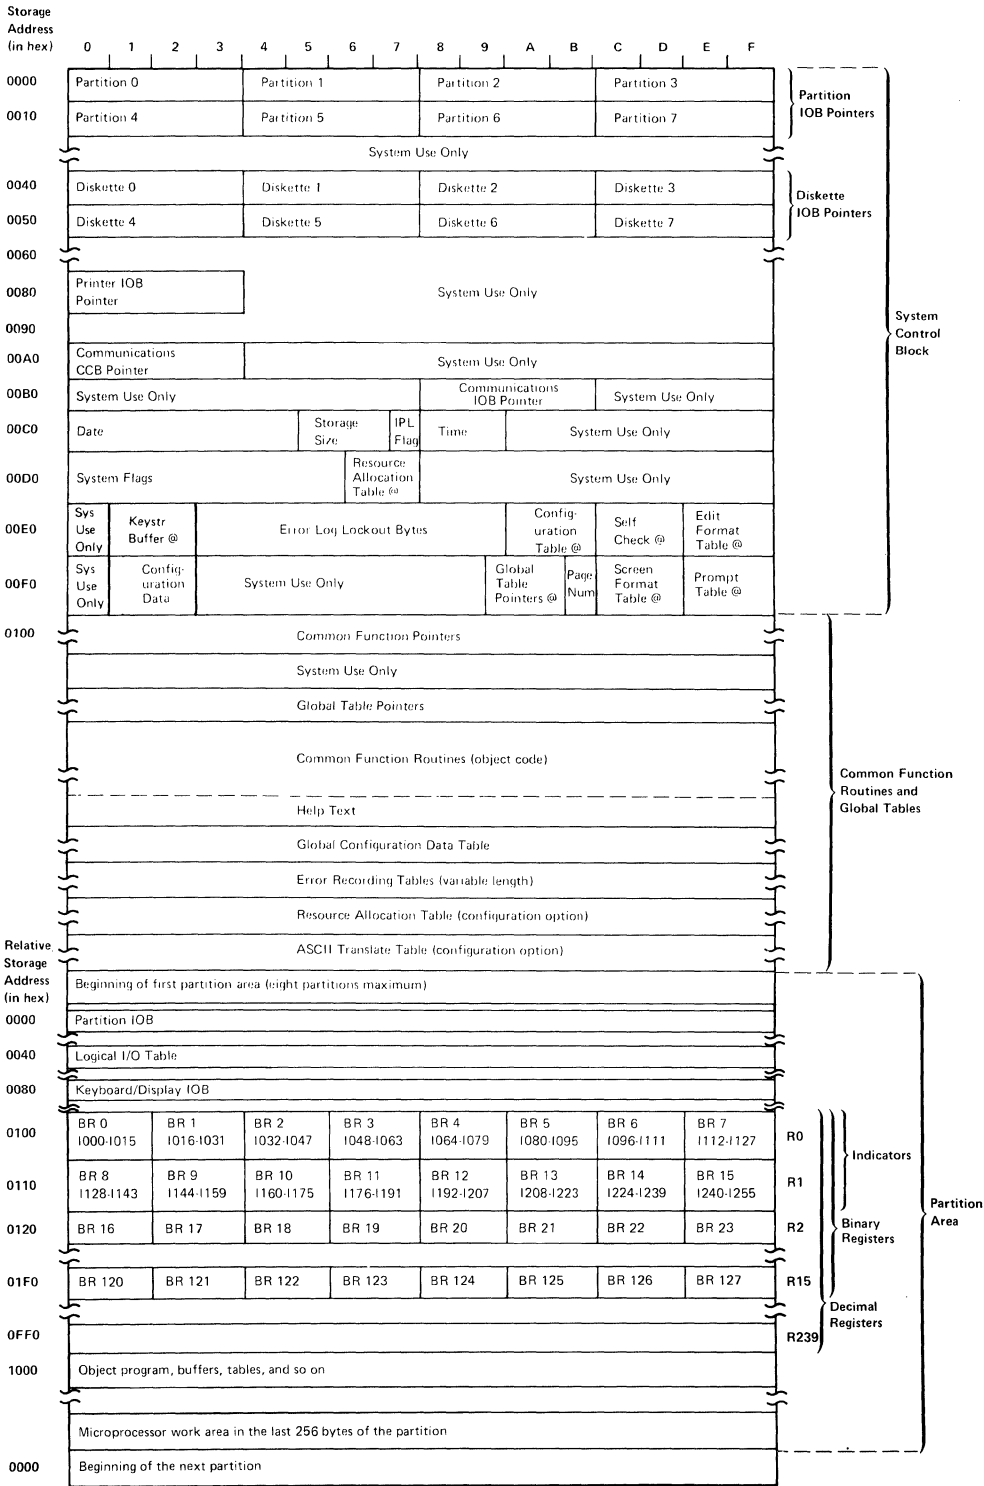 Storage
Address
(in hex) 0 1 2 3 4 5 6 7 8 9 A B C D E F
0000 Partition 0 Partition 1 Partition 2 Partition 3
Partition
IOB Pointers
0010 Partition 4 Partition 5 Partition 6 Partition 7
System Use Only
0040 Diskette 0 Diskette 1 Diskette 2 Diskette 3
Diskette
IOB Pointers
0050 Diskette 4 Diskette 5 Diskette 6 Diskette 7
0060
0080 Printer IOB
Pointer
System Use Only
0090
System
Control
Block
00A0 Communications
CCB Pointer
System Use Only
00B0 System Use Only
Communications
IOB Pointer
System Use Only
00C0 Date
Storage
Size
IPL
Flag
Time
System Use Only
00D0 System Flags
Resource
Allocation
Table @
System Use Only
00E0
Sys
Use
Only
Keystr
Buffer @
Error Log Lockout Bytes
Config-
uration
Table @
Self
Check @
Edit
Format
Table @
00F0
Sys
Use
Only
Config-
uration
Data
System Use Only
Global
Table
Pointers @
Page
Num
Screen
Format
Table @
Prompt
Table @
0100 Common Function Pointers
System Use Only
Global Table Pointers
Common Function Routines (object code)
Common Function
Routines and
Global Tables
Help Text
Global Configuration Data Table
Error Recording Tables (variable length)
Resource Allocation Table (configuration option)
ASCII Translate Table (configuration option)
Relative
Storage
Address
(in hex)
Beginning of first partition area (eight partitions maximum)
0000 Partition IOB
0040 Logical I/O Table
0080 Keyboard/Display IOB
0100 BR 0 BR 1 BR 2 BR 3 BR 4 BR 5 BR 6 BR 7 R0
I000-I015 I016-I031 I032-I047 I048-I063 I064-I079 I080-I095 I096-I111 I112-I127
Indicators
0110 BR 8 BR 9 BR 10 BR 11 BR 12 BR 13 BR 14 BR 15 R1
I128-I143 I144-I159 I160-I175 I176-I191 I192-I207 I208-I223 I224-I239 I240-I255
Partition
Area
0120 BR 16 BR 17 BR 18 BR 19 BR 20 BR 21 BR 22 BR 23 R2
Binary
Registers
01F0 BR 120 BR 121 BR 122 BR 123 BR 124 BR 125 BR 126 BR 127 R15
Decimal
Registers
0FF0 R239
1000 Object program, buffers, tables, and so on
Microprocessor work area in the last 256 bytes of the partition
0000 Beginning of the next partition